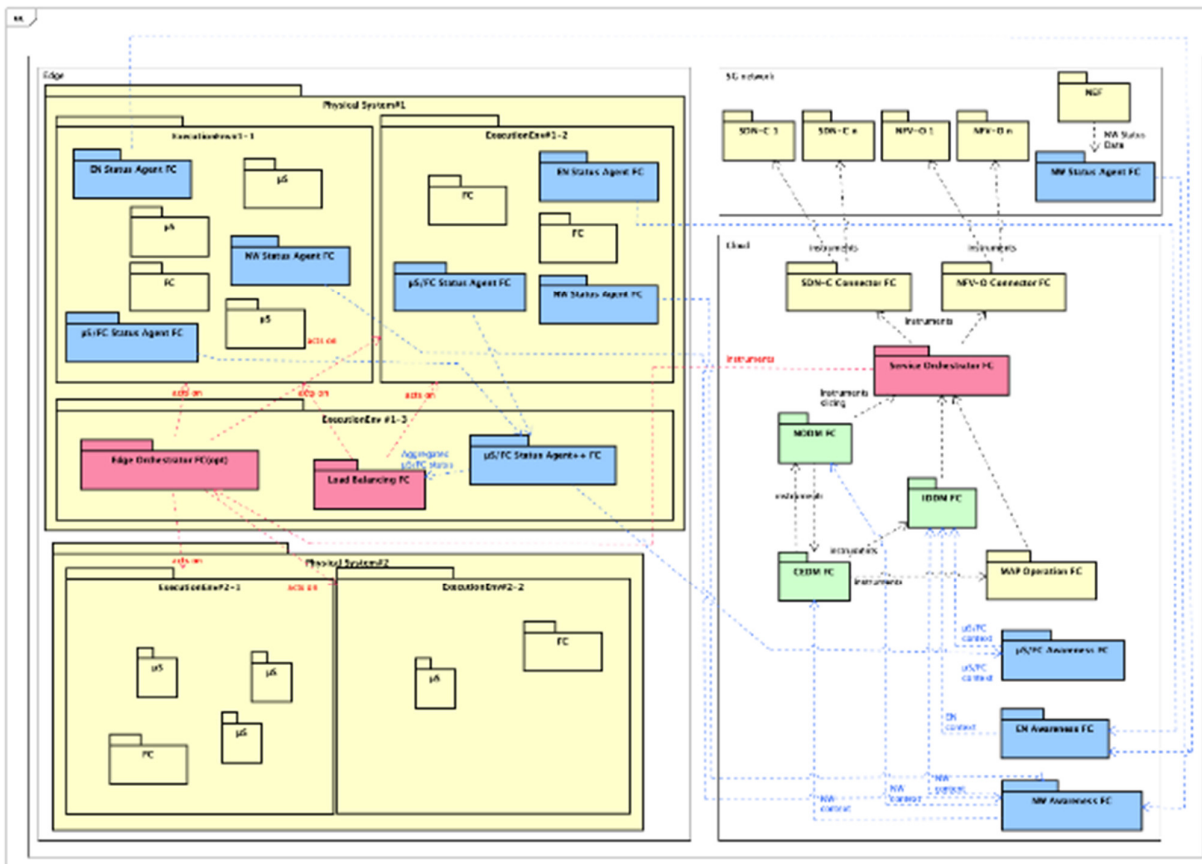 Edge
Physical System#1
ExecutionEnv#1-1
EN Status Agent FC
µS
µS
NW Status Agent FC
FC
µS
µS/FC Status Agent FC
ExecutionEnv#1-2
EN Status Agent FC
FC
FC
µS/FC Status Agent FC
NW Status Agent FC
acts on
acts on
acts on
acts on
ExecutionEnv #1-3
Edge Orchestrator FC(opt)
Load Balancing FC
Aggregated
µS/FC status
µS/FC Status Agent++ FC
acts on
acts on
Physical System#2
ExecutionEnv#2-1
µS
µS
µS
FC
ExecutionEnv#2-2
FC
µS
5G network
SDN-C 1
SDN-C n
NFV-O 1
NFV-O n
NEF
NW Status
Data
NW Status Agent FC
Cloud
instruments
instruments
SDN-C Connector FC
NFV-O Connector FC
instruments
instruments
Service Orchestrator FC
Instruments
slicing
NODM FC
instruments
IODM FC
instruments
CEDM FC
instruments
MAP Operation FC
µS/FC
context
µS/FC Awareness FC
µS/FC
context
EN
context
EN Awareness FC
NW
context
NW
context
NW
context
NW Awareness FC